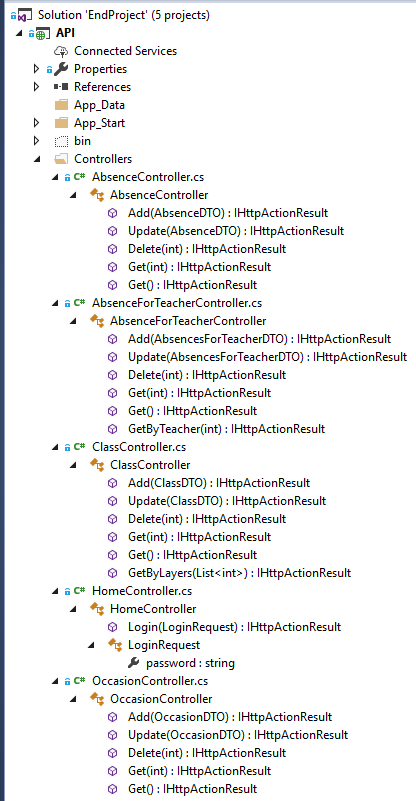 Solution 'EndProject' (5 projects)
API
Connected Services
Properties
References
App_Data
App_Start
bin
Controllers
C# AbsenceController.cs
AbsenceController
Add(AbsenceDTO) : IHttpActionResult
Update(AbsenceDTO) : IHttpActionResult
Delete(int) : IHttpActionResult
Get(int) : IHttpActionResult
Get() : IHttpActionResult
C# AbsenceForTeacherController.cs
AbsenceForTeacherController
Add(AbsencesForTeacherDTO) : IHttpActionResult
Update(AbsencesForTeacherDTO) : IHttpActionResult
Delete(int) : IHttpActionResult
Get(int) : IHttpActionResult
Get() : IHttpActionResult
GetByTeacher(int) : IHttpActionResult
C# ClassController.cs
ClassController
Add(ClassDTO) : IHttpActionResult
Update(ClassDTO) : IHttpActionResult
Delete(int) : IHttpActionResult
Get(int) : IHttpActionResult
Get() : IHttpActionResult
GetByLayers(List<int>) : IHttpActionResult
C# HomeController.cs
HomeController
Login(LoginRequest) : IHttpActionResult
LoginRequest
password : string
C# OccasionController.cs
OccasionController
Add(OccasionDTO) : IHttpActionResult
Update(OccasionDTO) : IHttpActionResult
Delete(int) : IHttpActionResult
Get(int) : IHttpActionResult
Get() : IHttpActionResult